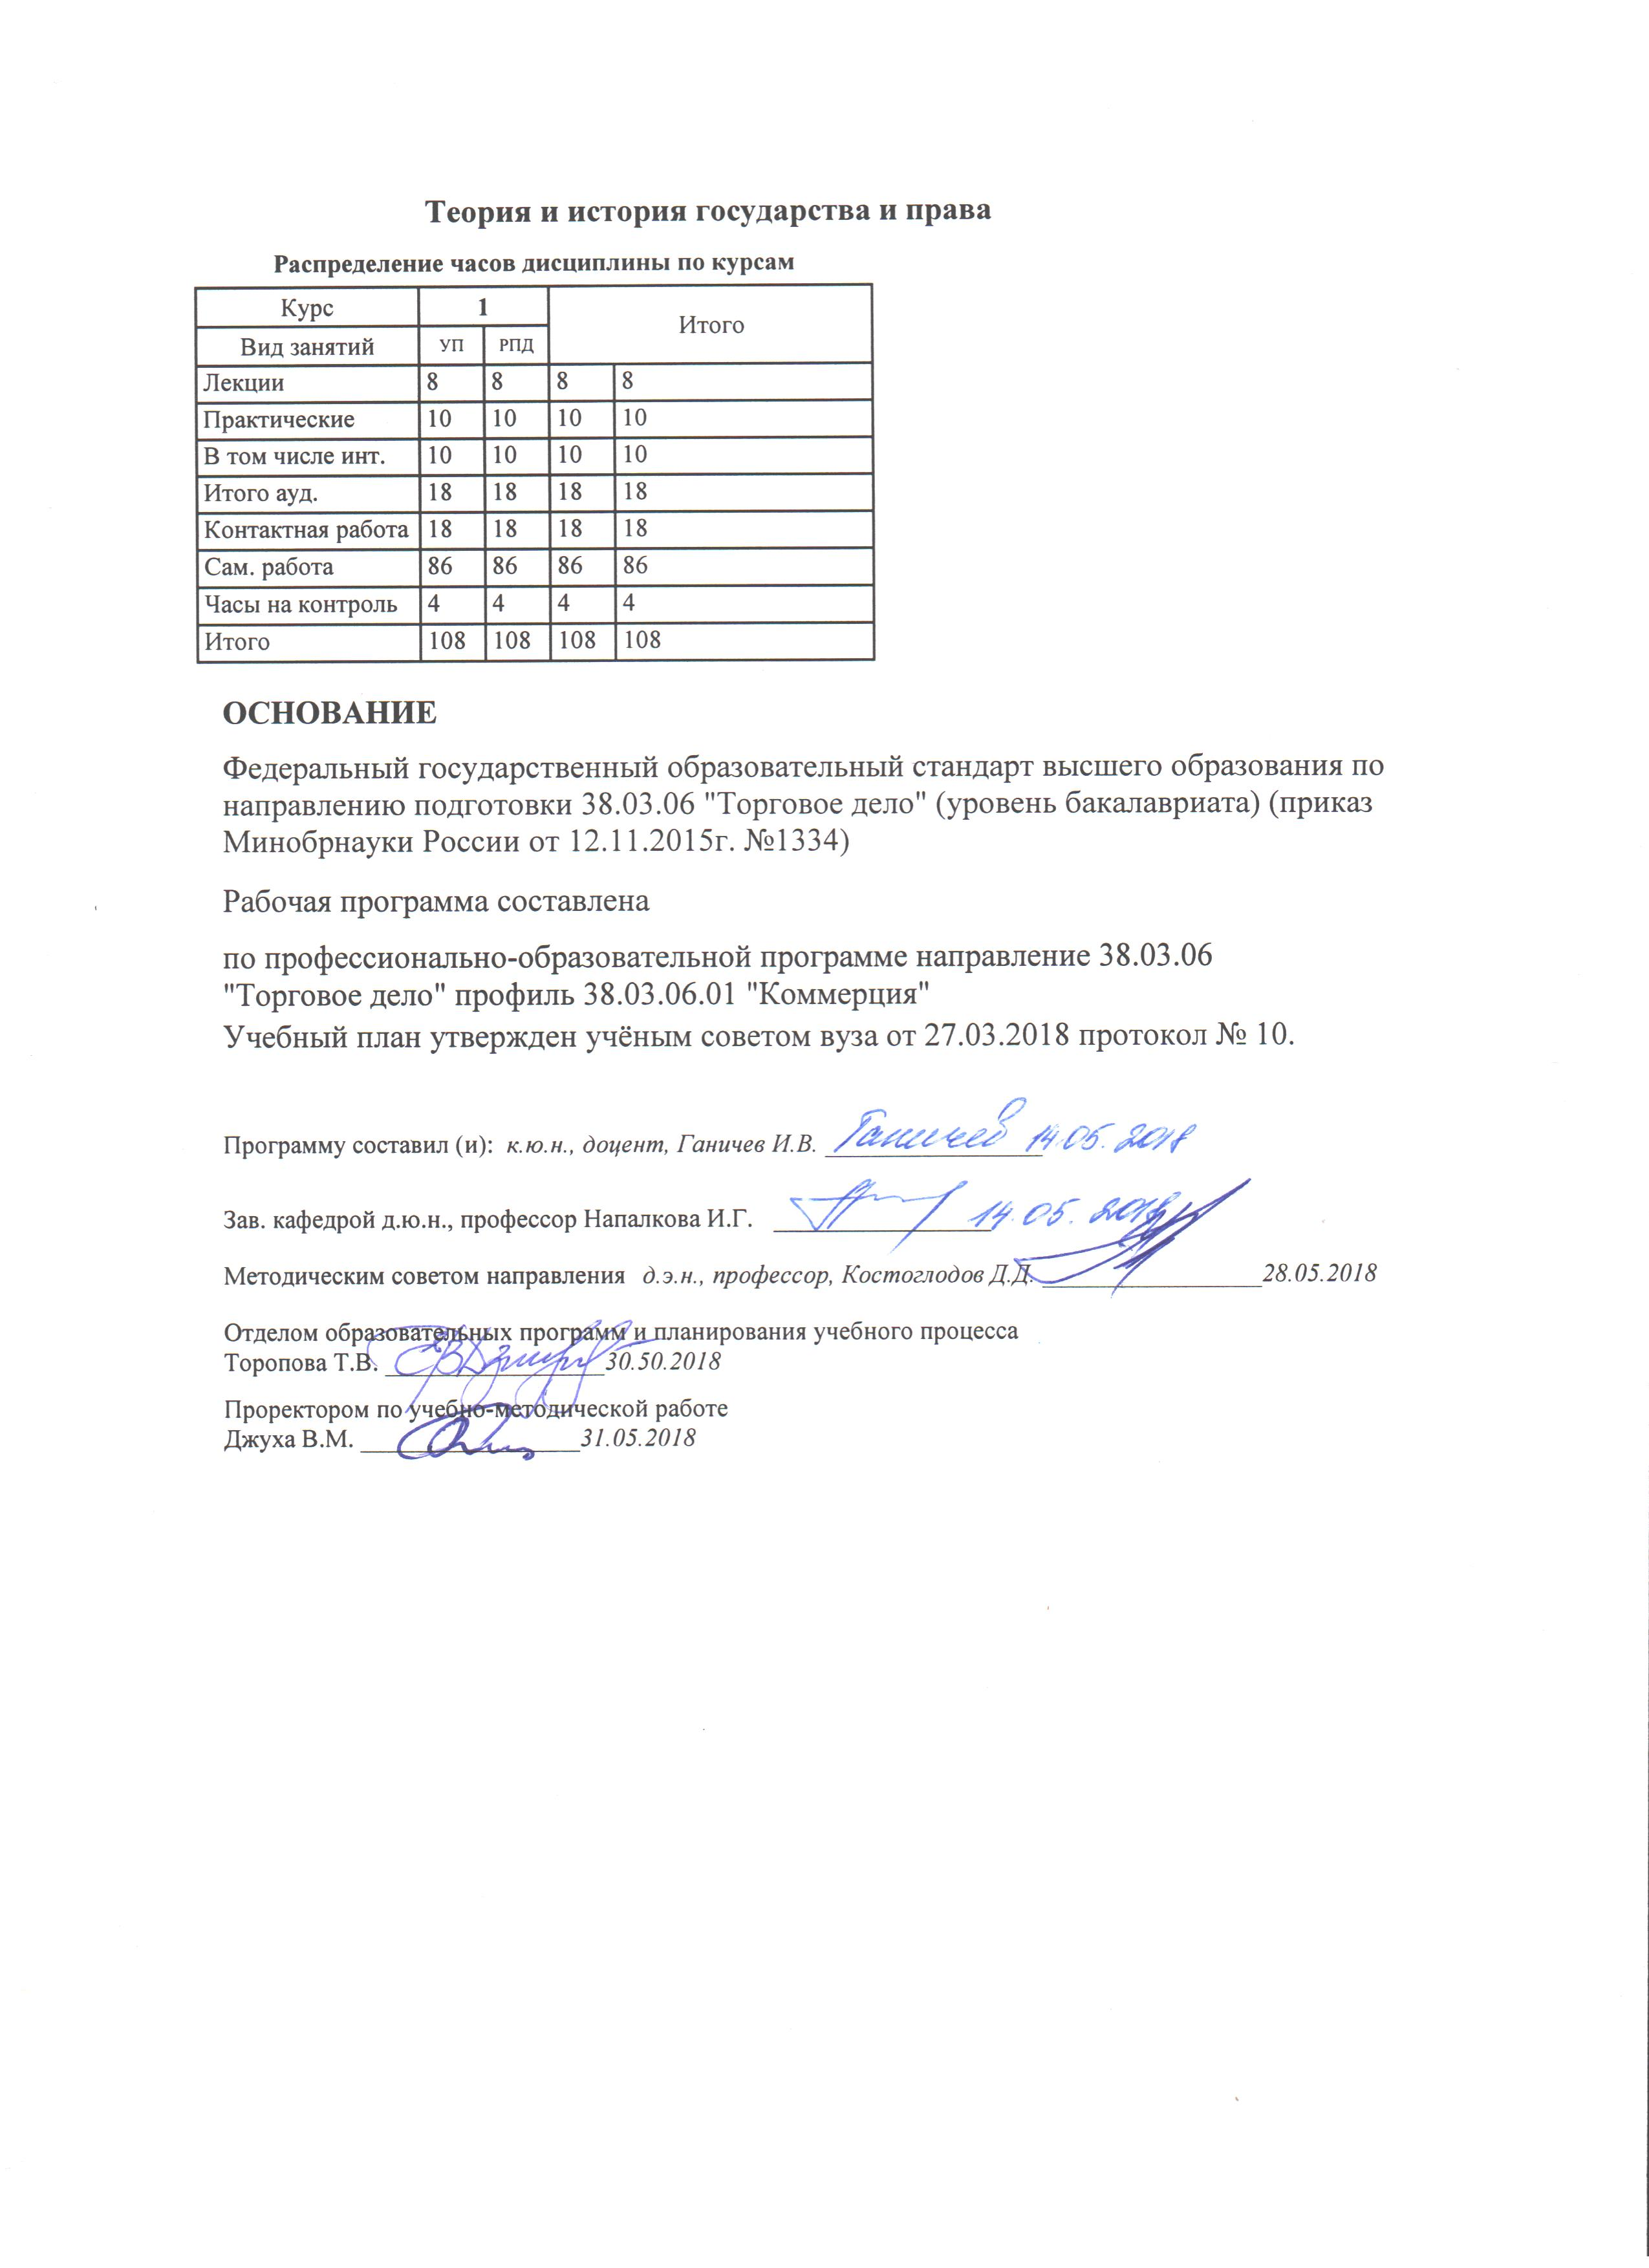 Теория и история государства и права
Распределение часов дисциплины по курсам
Курс 1 Итого
Вид занятий УП РПД
Лекции 8 8 8 8
Практические 10 10 10 10
В том числе инт. 10 10 10 10
Итого ауд. 18 18 18 18
Контактная работа 18 18 18 18
Сам. работа 86 86 86 86
Часы на контроль 4 4 4 4
Итого 108 108 108 108
ОСНОВАНИЕ
Федеральный государственный образовательный стандарт высшего образования по
направлению подготовки 38.03.06 "Торговое дело" (уровень бакалавриата) (приказ
Минобрнауки России от 12.11.2015г. №1334)
Рабочая программа составлена
по профессионально-образовательной программе направление 38.03.06
"Торговое дело" профиль 38.03.06.01 "Коммерция"
Учебный план утвержден учёным советом вуза от 27.03.2018 протокол № 10.
Программу составил (и): к.ю.н., доцент, Ганичев И.В. Ганичев 14.05.2018
Зав. кафедрой д.ю.н., профессор Напалкова И.Г. 14.05.2018
Методическим советом направления д.э.н., профессор, Костоглодов Д.Д. 28.05.2018
Отделом образовательных программ и планирования учебного процесса
Торопова Т.В. 30.50.2018
Проректором по учебно-методической работе
Джуха В.М. 31.05.2018